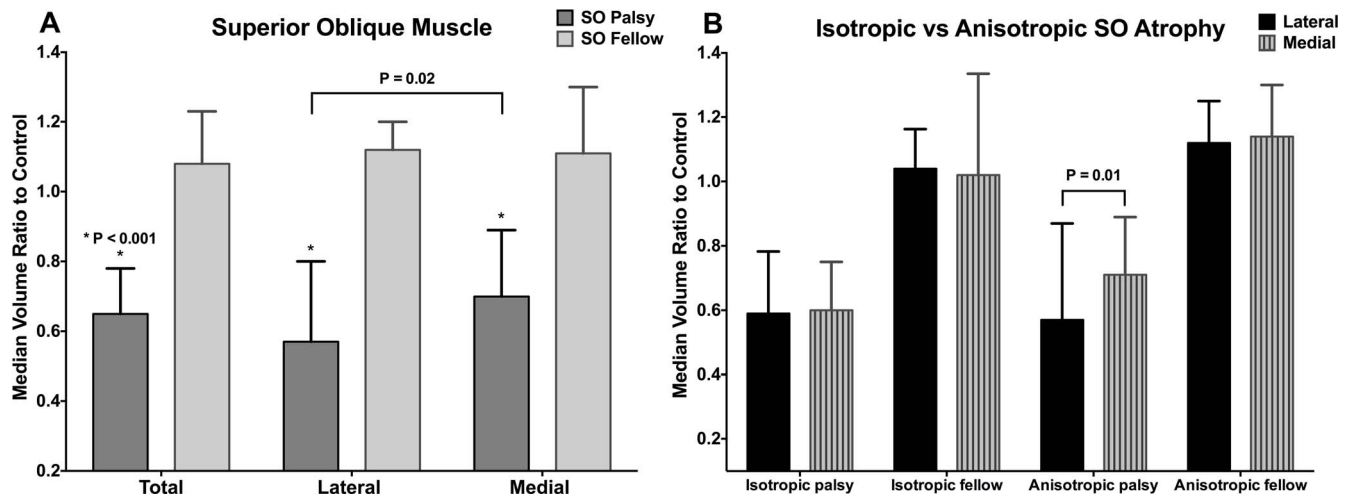 A
Superior Oblique Muscle
SO Palsy
SO Fellow
Median Volume Ratio to Control
1.4
1.2
1.0
0.8
0.6
0.4
0.2
P = 0.02
* P < 0.001
*
*
*
Total
Lateral
Medial
B
Isotropic vs Anisotropic SO Atrophy
Lateral
Medial
Median Volume Ratio to Control
1.4
1.2
1.0
0.8
0.6
0.4
0.2
P = 0.01
Isotropic palsy
Isotropic fellow
Anisotropic palsy
Anisotropic fellow